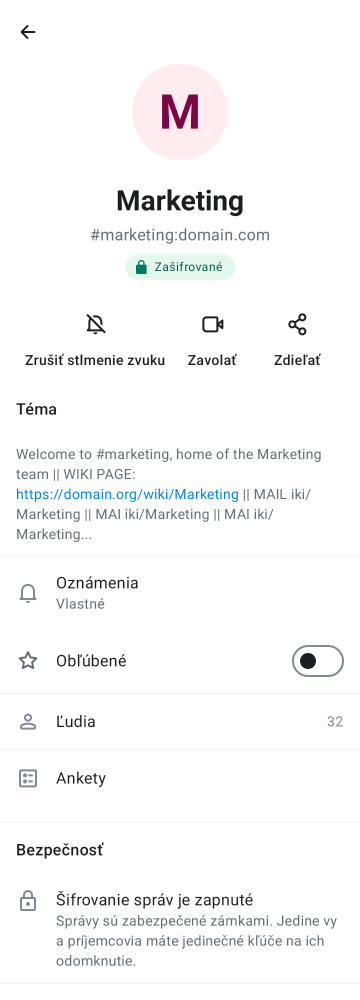 M
Marketing
#marketing:domain.com
Zašifrované
Zrušiť stlmenie zvuku
Zavolať
Zdieľať
Téma
Welcome to #marketing, home of the Marketing
team || WIKI PAGE:
https://domain.org/wiki/Marketing || MAIL iki/
Marketing || MAI iki/Marketing || MAI iki/
Marketing...
Oznámenia
Vlastné
Obľúbené
Ľudia
32
Ankety
Bezpečnosť
Šifrovanie správ je zapnuté
Správy sú zabezpečené zámkami. Jedine vy
a príjemcovia máte jedinečné kľúče na ich
odomknutie.